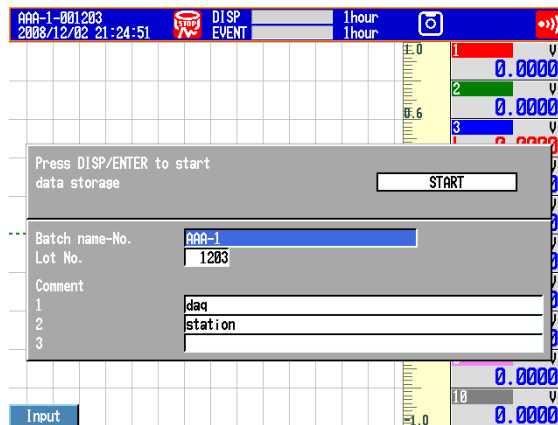 AAA-1-001203
2008/12/02 21:24:51
STOP
DISP
EVENT
1hour
1hour
1.0
1
V
0.0000
2
V
0.0000
0.6
3
V
Press DISP/ENTER to start
data storage
START
Batch name-No.
AAA-1
Lot No.
1203
Comment
1
daq
2
station
3
0.0000
10
V
0.0000
-1.0
Input